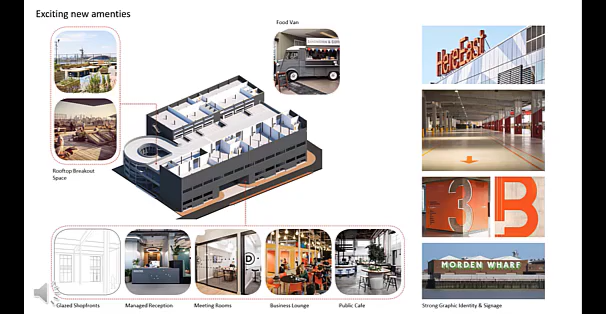 Exciting new amenties
Food Van
HereEast
Rooftop Breakout
Space
3
B
MORDEN WHARF
Glazed Shopfronts
Managed Reception
Meeting Rooms
Business Lounge
Public Cafe
Strong Graphic Identity & Signage